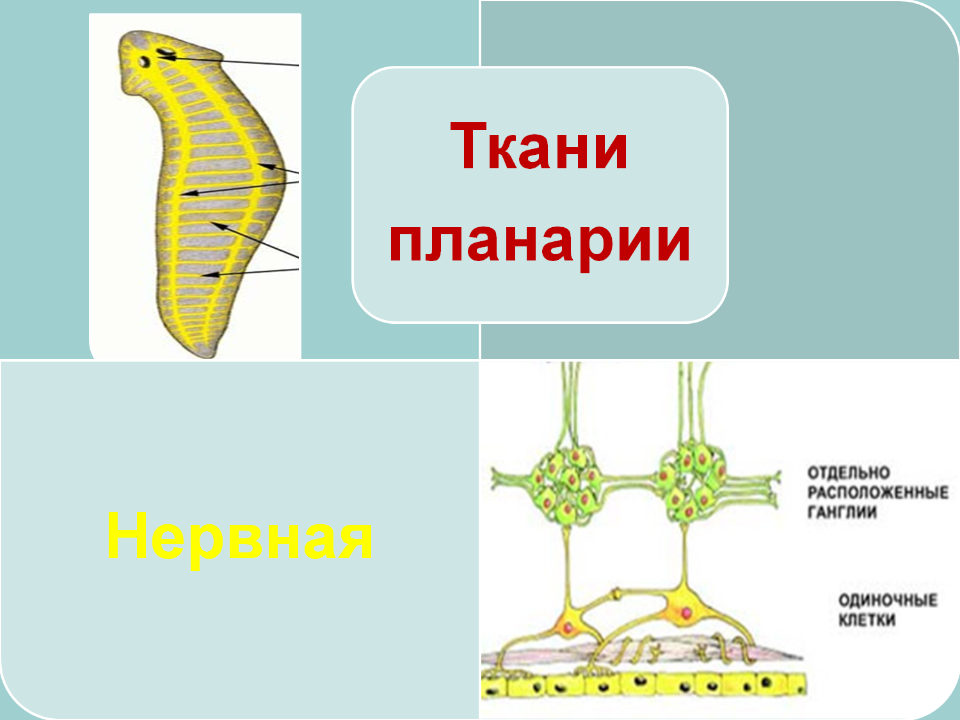 Ткани
планарии
Нервная
ОТДЕЛЬНО
РАСПОЛОЖЕННЫЕ
ГАНГЛИИ
ОДИНОЧНЫЕ
КЛЕТКИ